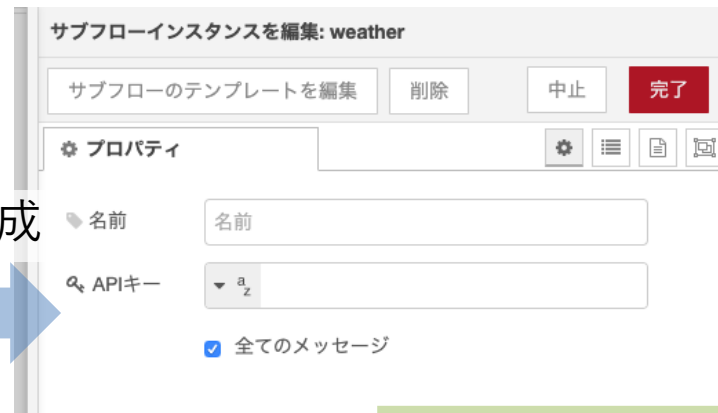 サブフローインスタンスを編集: weather
サブフローのテンプレートを編集 削除 中止 完了
プロパティ
成
名前 名前
APIキー az
全てのメッセージ